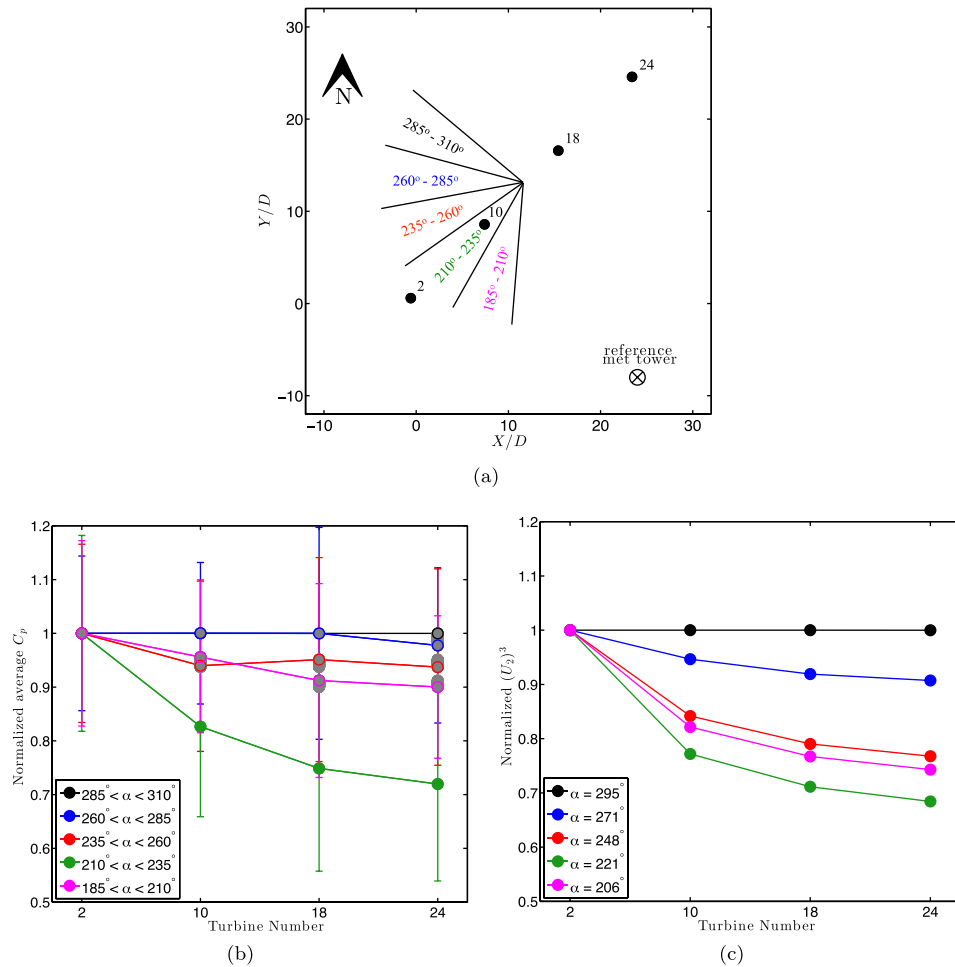 30
20
10
0
−10
Y/D
N
24
18
10
2
285° - 310°
260° - 285°
235° - 260°
210° - 235°
185° - 210°
reference
met tower
−10 0 10 20 30
X/D
(a)
1.2
1.1
1
0.9
0.8
0.7
0.6
0.5
Normalized average Cp
285° < α < 310°
260° < α < 285°
235° < α < 260°
210° < α < 235°
185° < α < 210°
2 10 18 24
Turbine Number
(b)
1.2
1.1
1
0.9
0.8
0.7
0.6
0.5
Normalized (U₂)³
α = 295°
α = 271°
α = 248°
α = 221°
α = 206°
2 10 18 24
Turbine Number
(c)